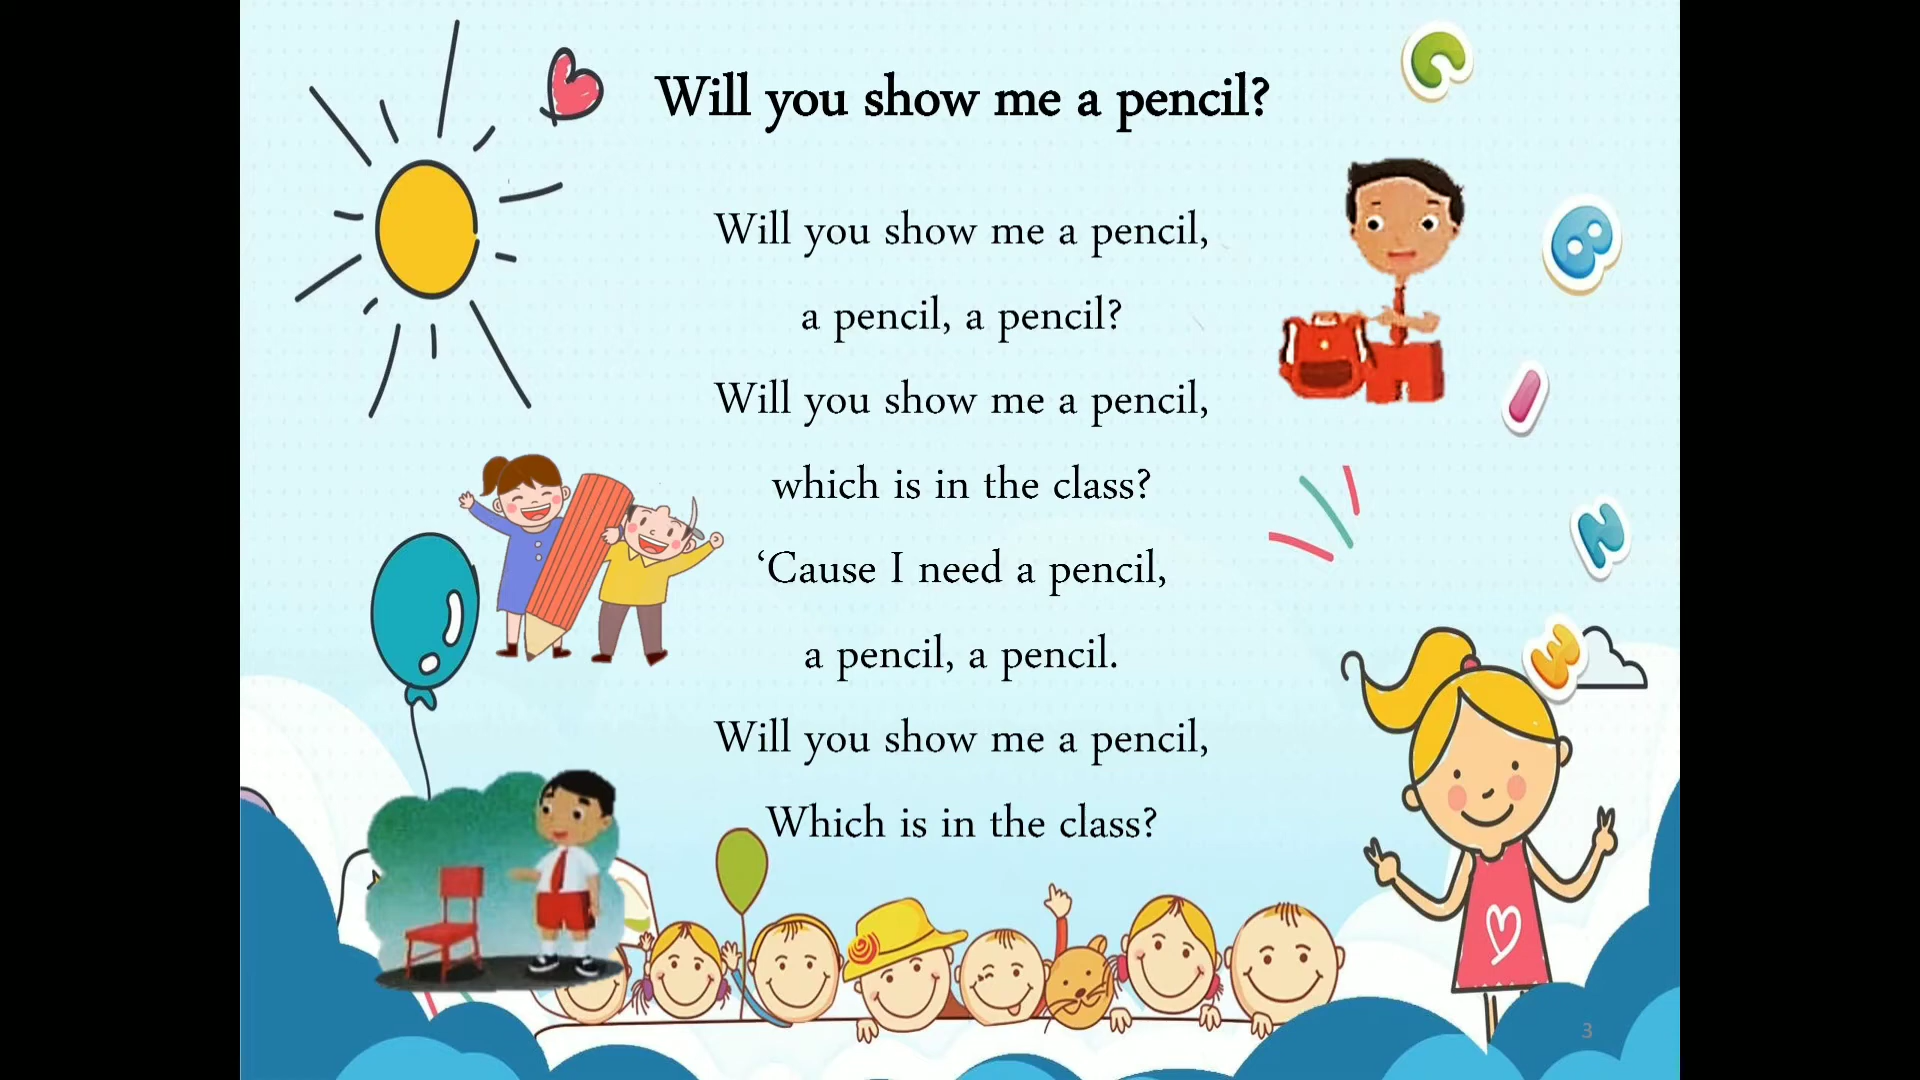 Will you show me a pencil?
Will you show me a pencil,
a pencil, a pencil?
Will you show me a pencil,
which is in the class?
‘Cause I need a pencil,
a pencil, a pencil.
Will you show me a pencil,
Which is in the class?
C
B
I
N
E
3